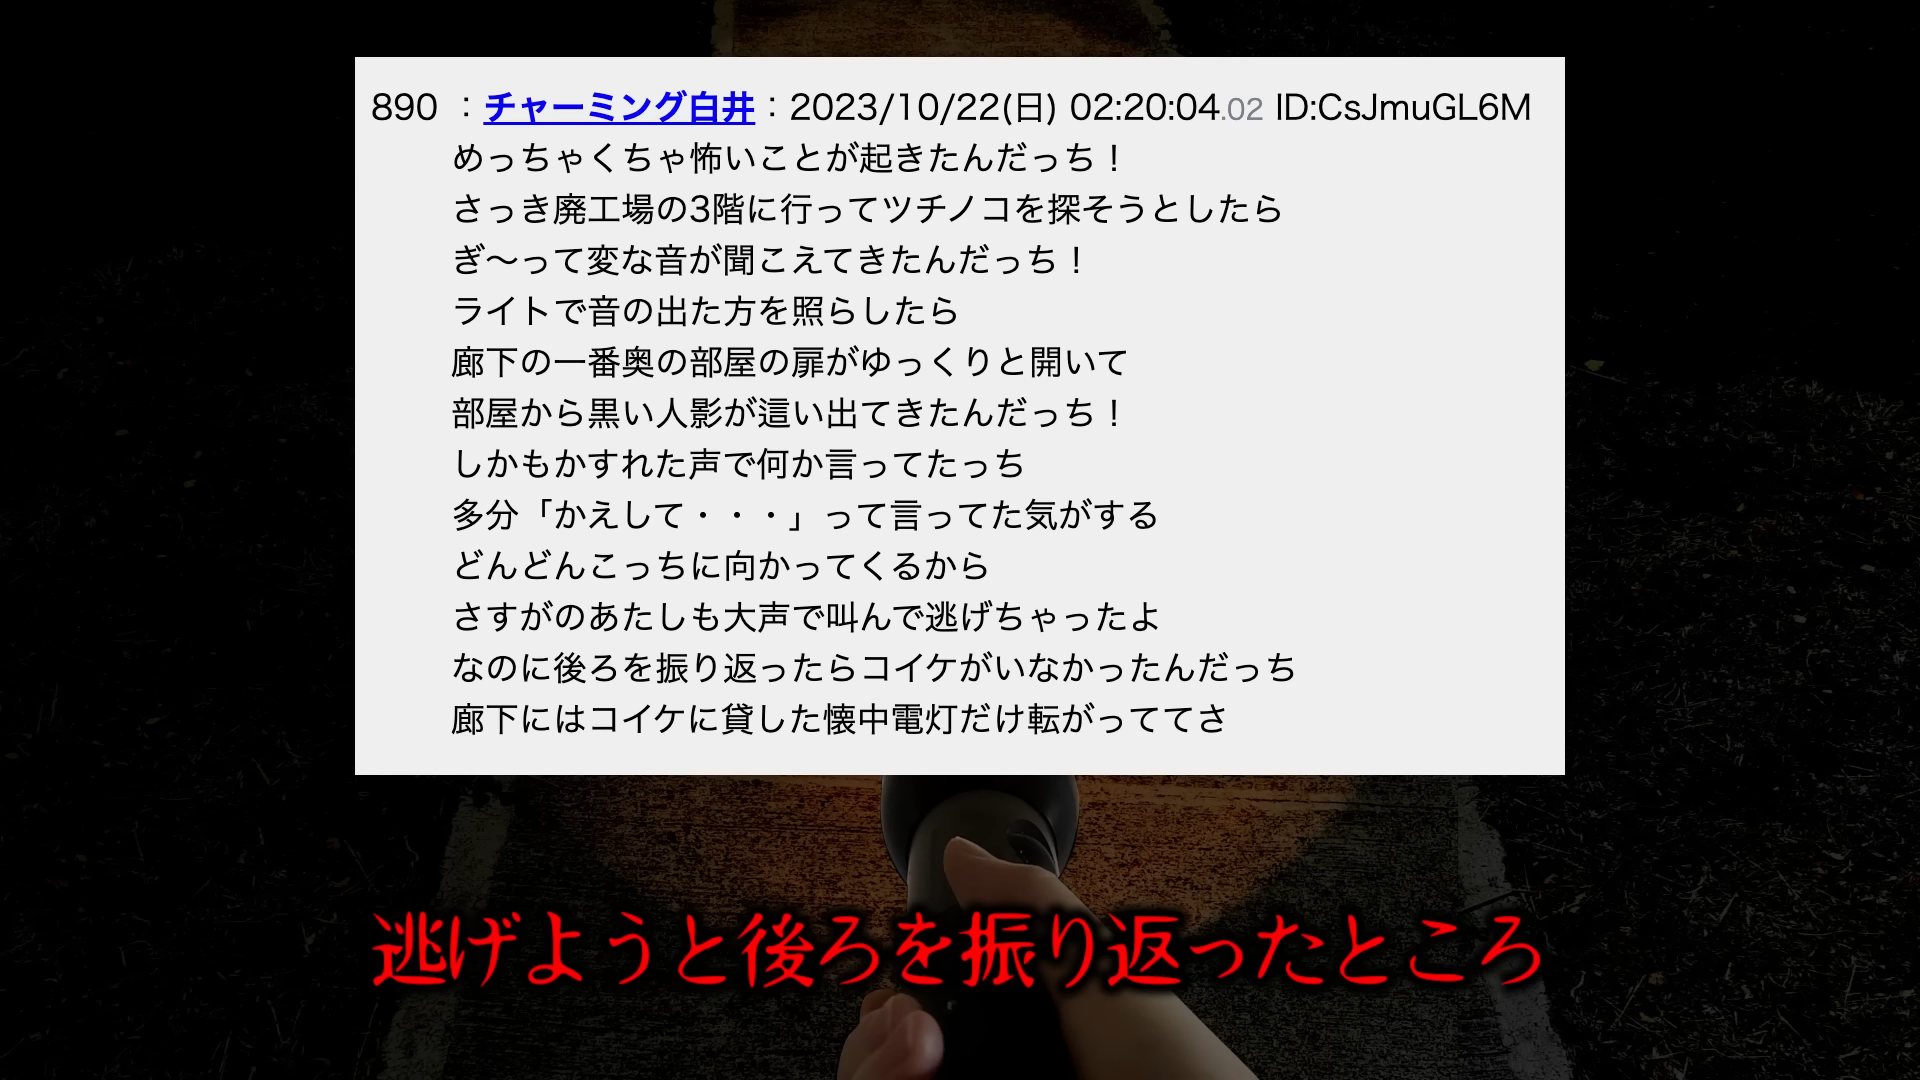 890 ：チャーミング白井：2023/10/22(日) 02:20:04.02 ID:CsJmuGL6M
めっちゃくちゃ怖いことが起きたんだっち！
さっき廃工場の3階に行ってツチノコを探そうとしたら
ぎ〜って変な音が聞こえてきたんだっち！
ライトで音の出た方を照らしたら
廊下の一番奥の部屋の扉がゆっくりと開いて
部屋から黒い人影が這い出てきたんだっち！
しかもかすれた声で何か言ってたっち
多分「かえして・・・」って言ってた気がする
どんどんこっちに向かってくるから
さすがのあたしも大声で叫んで逃げちゃったよ
なのに後ろを振り返ったらコイケがいなかったんだっち
廊下にはコイケに貸した懐中電灯だけ転がっててさ
逃げようと後ろを振り返ったところ